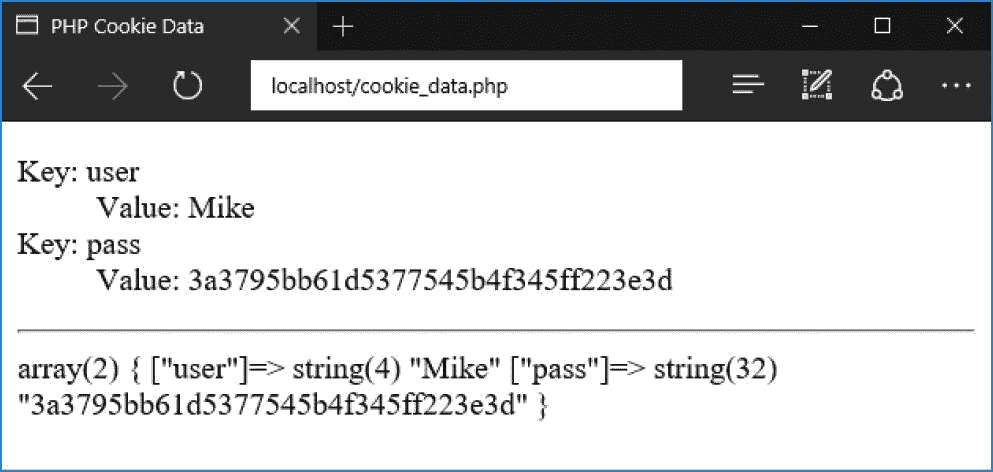 PHP Cookie Data
localhost/cookie_data.php
Key: user
Value: Mike
Key: pass
Value: 3a3795bb61d5377545b4f345ff223e3d
array(2) { ["user"]=> string(4) "Mike" ["pass"]=> string(32)
"3a3795bb61d5377545b4f345ff223e3d" }